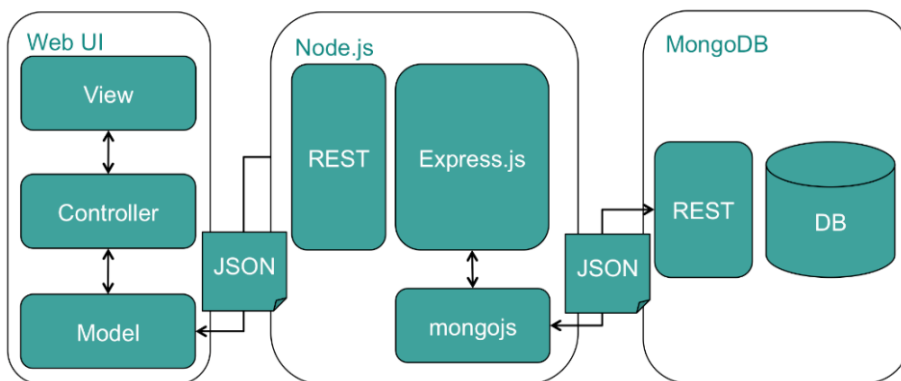 Web UI
View
Controller
Model
JSON
Node.js
REST
Express.js
mongojs
JSON
MongoDB
REST
DB